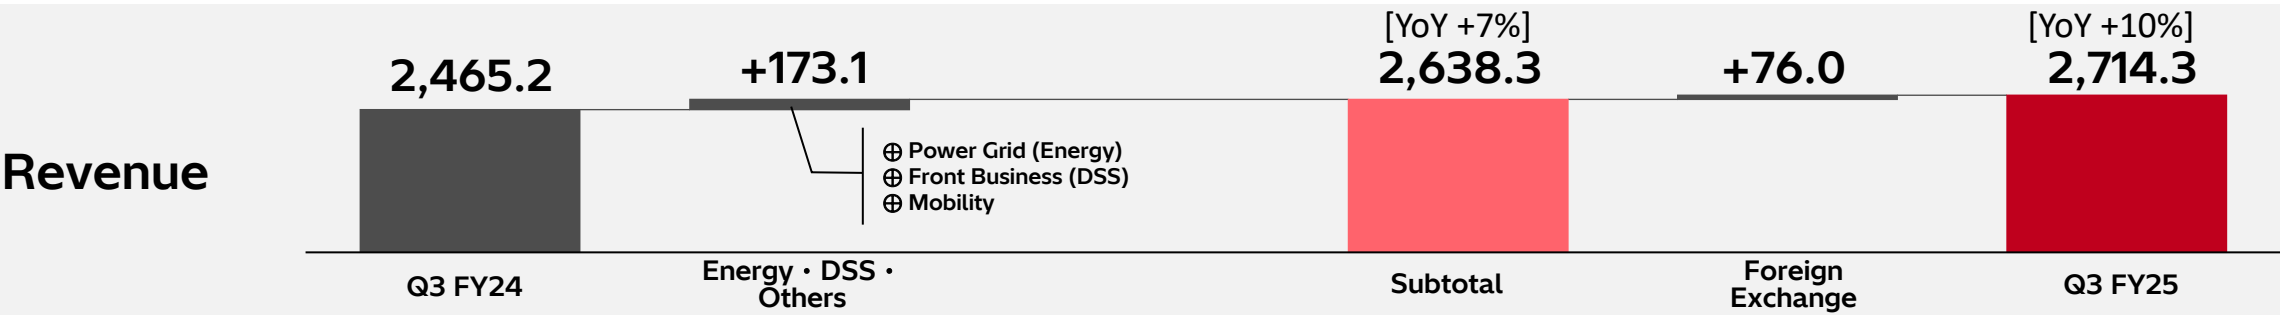 Revenue
2,465.2
+173.1
[YoY +7%]
2,638.3
+76.0
[YoY +10%]
2,714.3
⊕ Power Grid (Energy)
⊕ Front Business (DSS)
⊕ Mobility
Q3 FY24
Energy・DSS・
Others
Subtotal
Foreign
Exchange
Q3 FY25